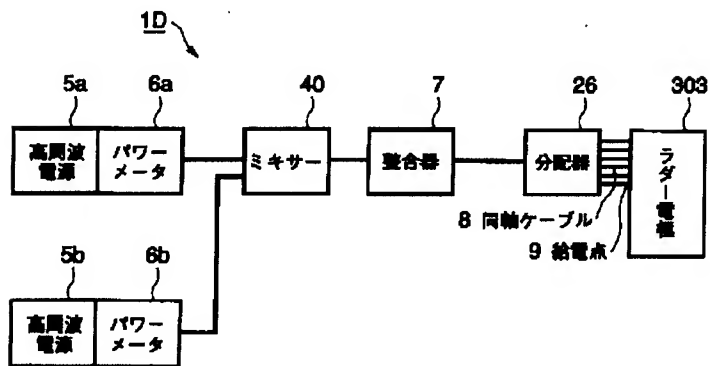 1D
5a
6a
40
7
26
303
高周波
電源
パワー
メータ
ミキサー
整合器
分配器
ラダー電極
8 同軸ケーブル
9 給電点
5b
6b
高周波
電源
パワー
メータ